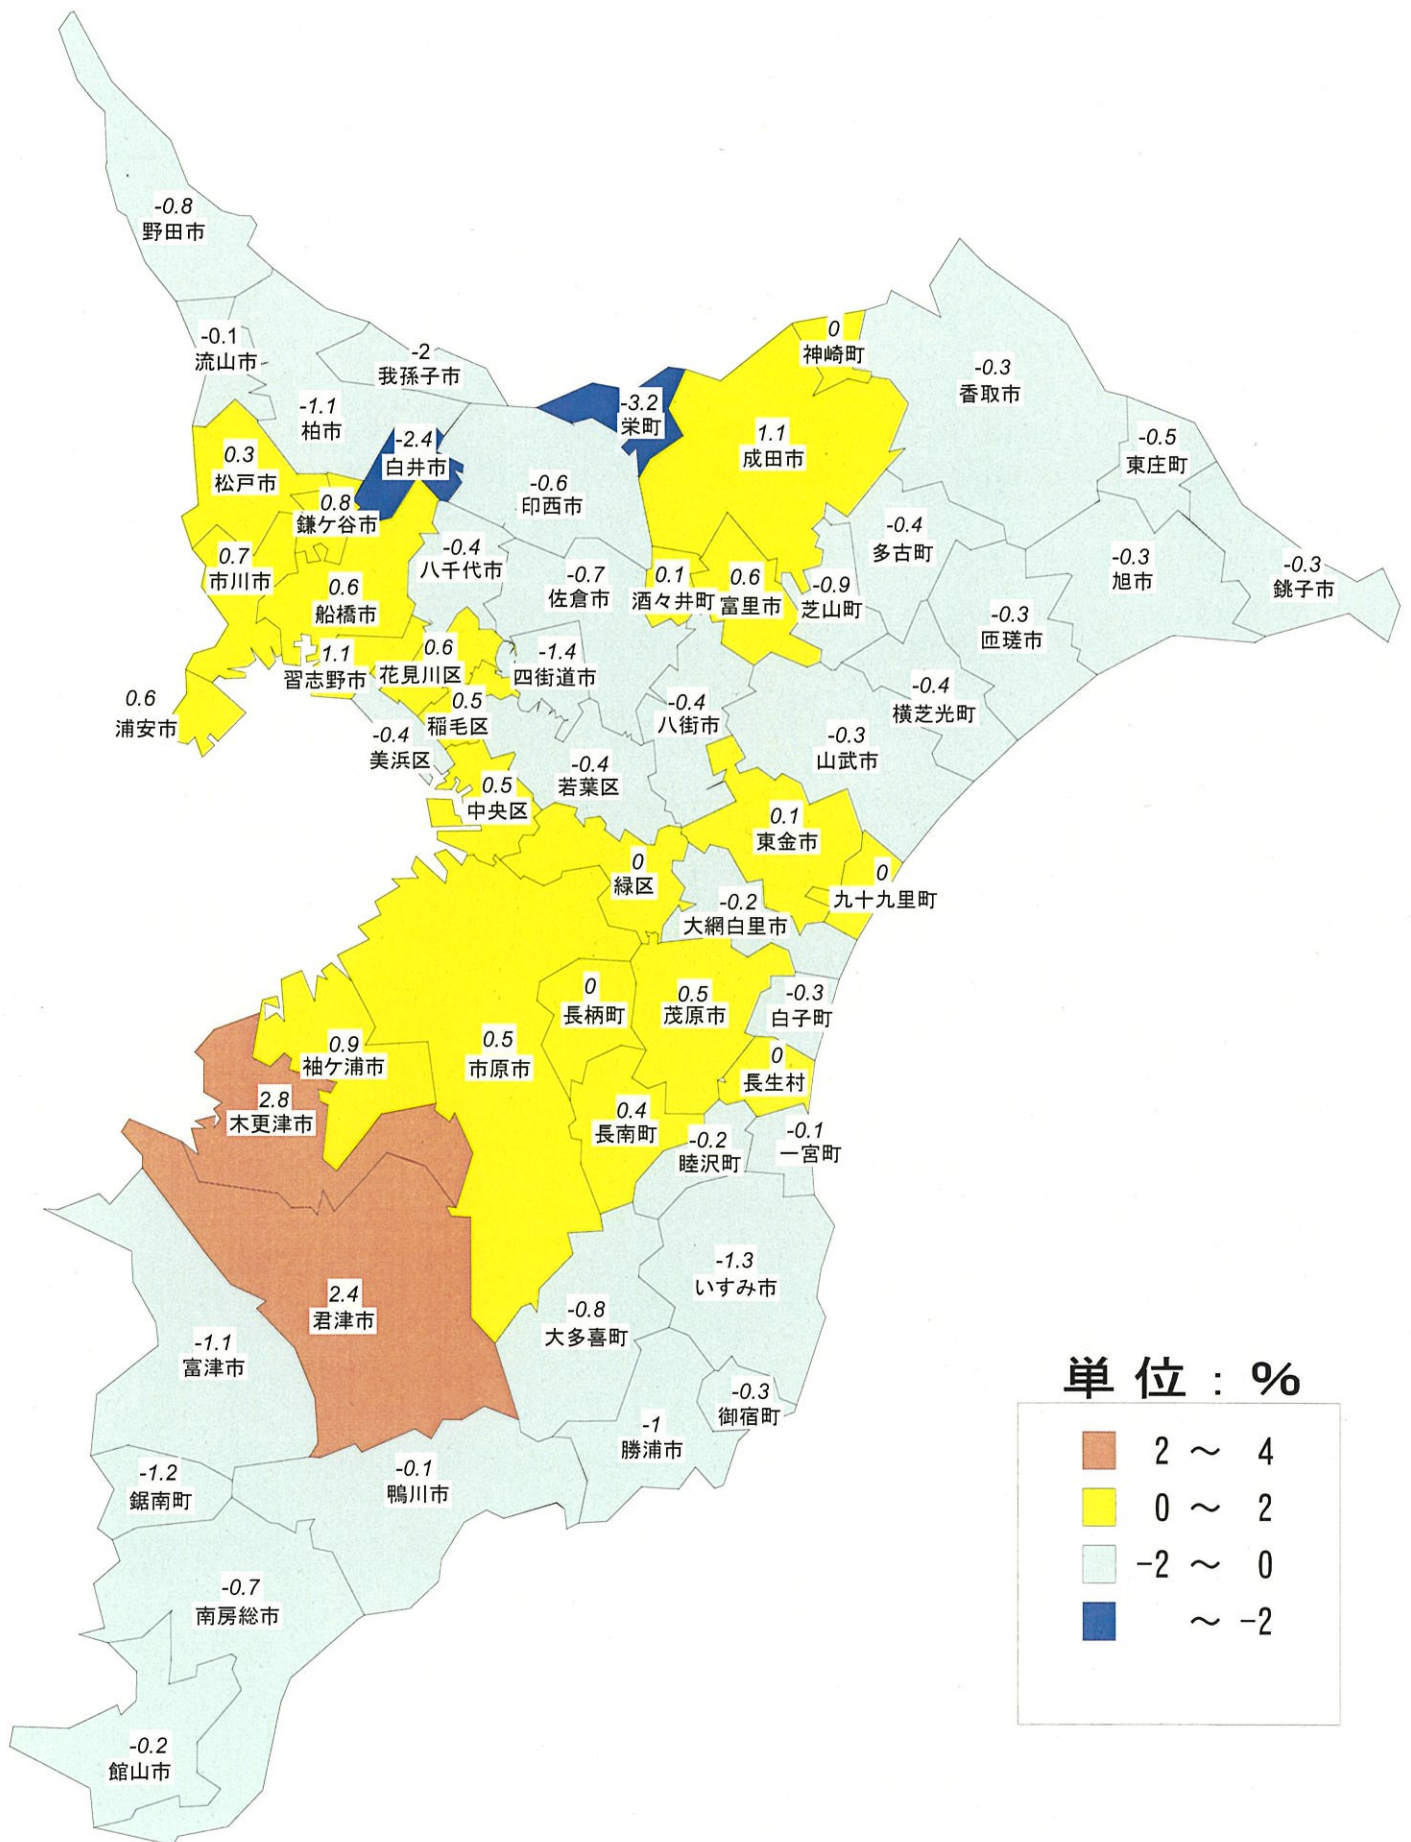 -0.8
野田市
-0.1
流山市
-2
我孫子市
-1.1
柏市
-2.4
白井市
-3.2
栄町
0
神崎町
1.1
成田市
-0.3
香取市
-0.5
東庄町
0.3
松戸市
0.8
鎌ケ谷市
-0.6
印西市
0.7
市川市
0.6
船橋市
-0.4
八千代市
-0.7
佐倉市
0.1
酒々井町
0.6
富里市
-0.9
芝山町
-0.4
多古町
-0.3
匝瑳市
-0.3
旭市
-0.3
銚子市
0.6
浦安市
1.1
習志野市
0.6
花見川区
-1.4
四街道市
0.5
稲毛区
-0.4
美浜区
-0.4
八街市
-0.4
横芝光町
-0.3
山武市
-0.4
若葉区
0.5
中央区
0.1
東金市
0
緑区
0
九十九里町
-0.2
大網白里市
0
長柄町
0.5
茂原市
-0.3
白子町
0.9
袖ケ浦市
0.5
市原市
0
長生村
2.8
木更津市
0.4
長南町
-0.2
睦沢町
-0.1
一宮町
-1.3
いすみ市
2.4
君津市
-0.8
大多喜町
-1.1
富津市
-0.3
御宿町
-1
勝浦市
-1.2
鋸南町
-0.1
鴨川市
-0.7
南房総市
-0.2
館山市
単位：%
2 ～ 4
0 ～ 2
-2 ～ 0
～ -2